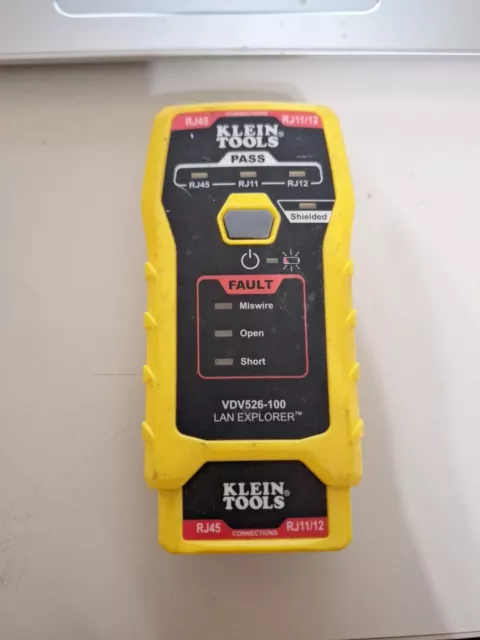 RJ45 CONNECTIONS RJ11/12
KLEIN
TOOLS®
PASS
RJ45 RJ11 RJ12
Shielded
FAULT
Miswire
Open
Short
VDV526-100
LAN EXPLORER™
KLEIN
TOOLS®
RJ45 CONNECTIONS RJ11/12